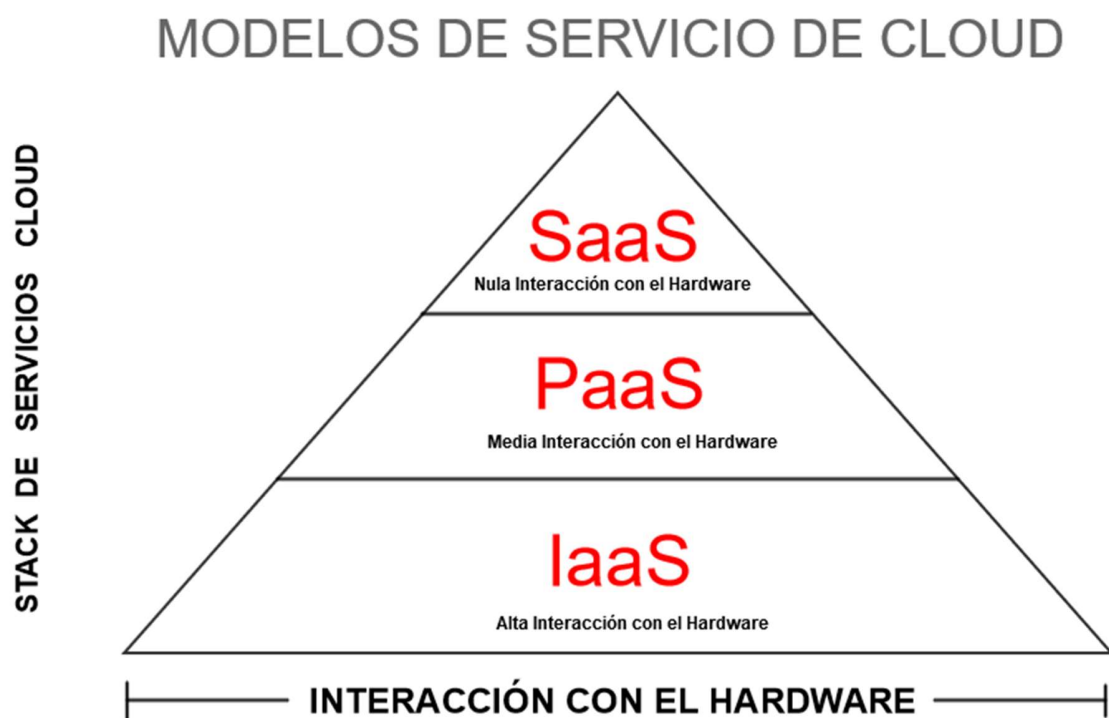 MODELOS DE SERVICIO DE CLOUD
STACK DE SERVICIOS CLOUD
SaaS
Nula Interacción con el Hardware
PaaS
Media Interacción con el Hardware
IaaS
Alta Interacción con el Hardware
INTERACCIÓN CON EL HARDWARE